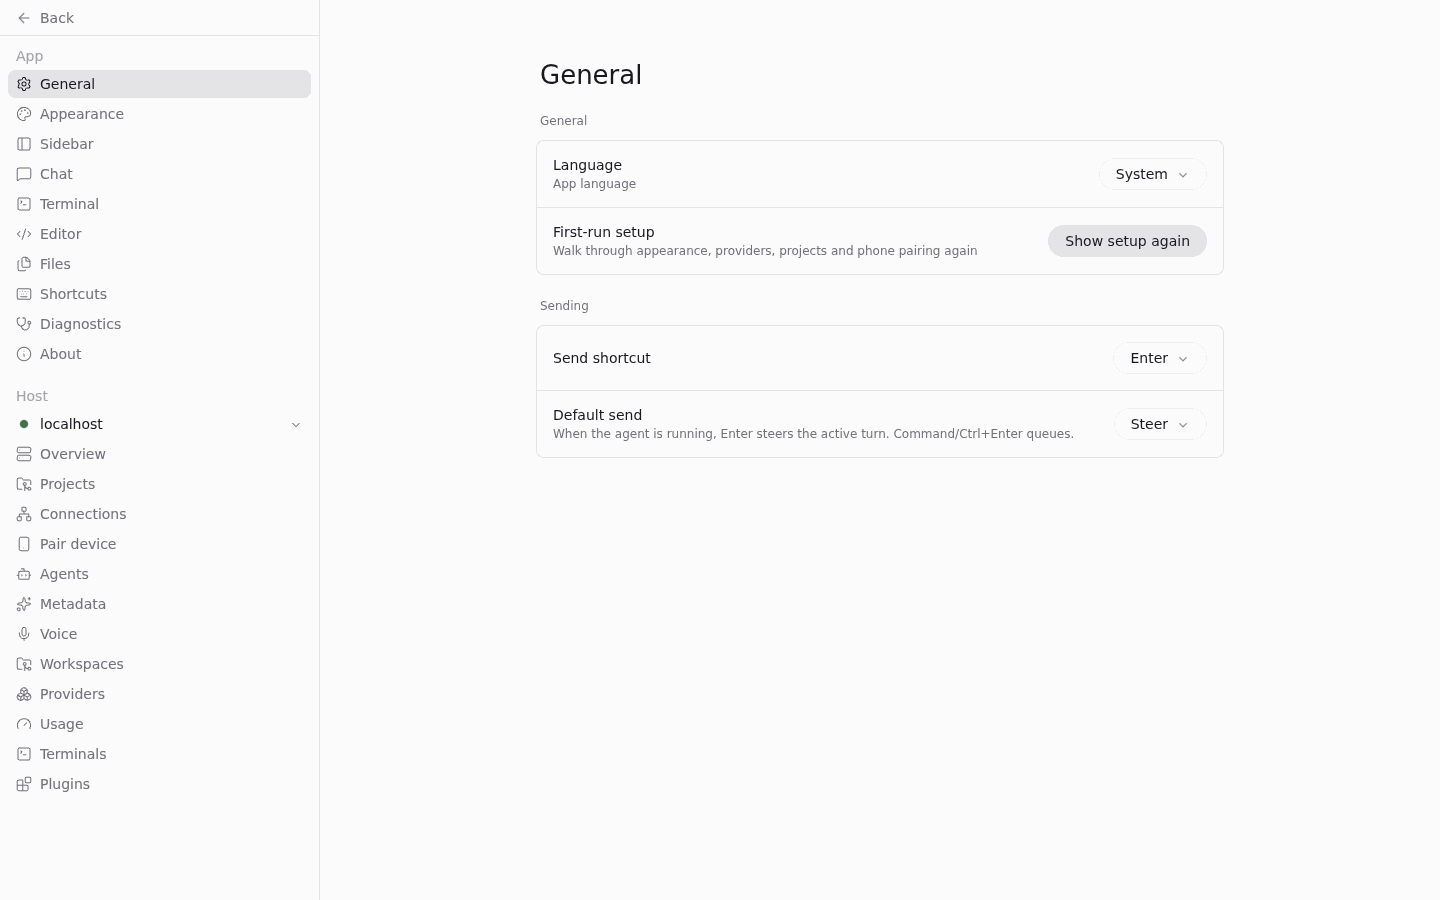 Back
App
General
Appearance
Sidebar
Chat
Terminal
Editor
Files
Shortcuts
Diagnostics
About
Host
localhost
Overview
Projects
Connections
Pair device
Agents
Metadata
Voice
Workspaces
Providers
Usage
Terminals
Plugins
General
General
Language
App language
System
First-run setup
Walk through appearance, providers, projects and phone pairing again
Show setup again
Sending
Send shortcut
Enter
Default send
When the agent is running, Enter steers the active turn. Command/Ctrl+Enter queues.
Steer